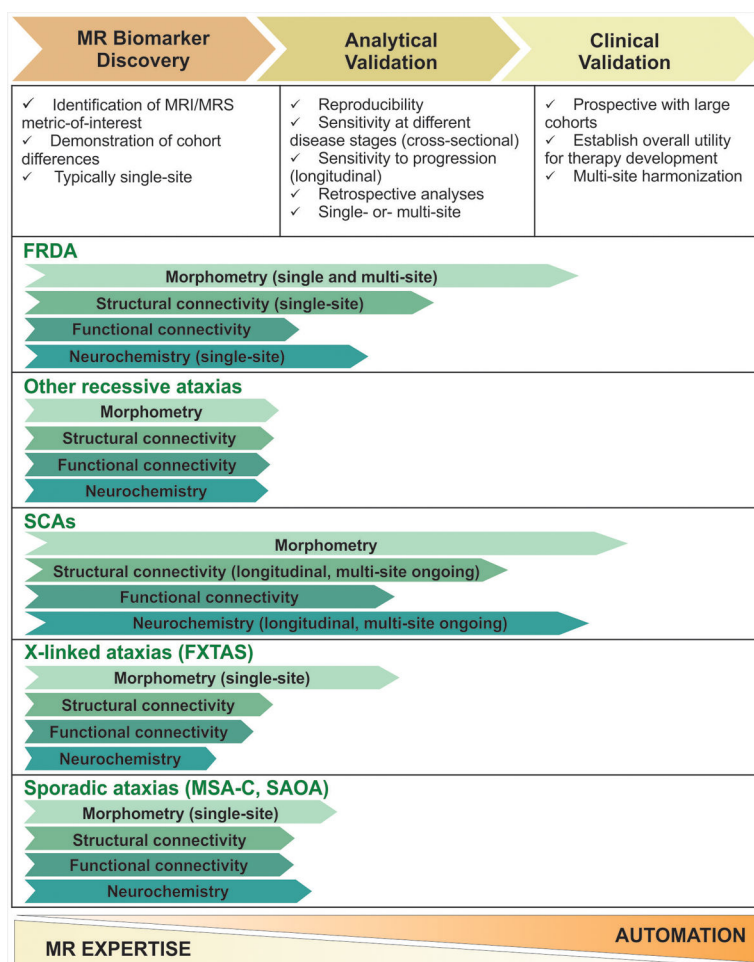 MR Biomarker
Discovery
Analytical
Validation
Clinical
Validation
✓ Identification of MRI/MRS
metric-of-interest
✓ Demonstration of cohort
differences
✓ Typically single-site
✓ Reproducibility
✓ Sensitivity at different
disease stages (cross-sectional)
✓ Sensitivity to progression
(longitudinal)
✓ Retrospective analyses
✓ Single- or- multi-site
✓ Prospective with large
cohorts
✓ Establish overall utility
for therapy development
✓ Multi-site harmonization
FRDA
Morphometry (single and multi-site)
Structural connectivity (single-site)
Functional connectivity
Neurochemistry (single-site)
Other recessive ataxias
Morphometry
Structural connectivity
Functional connectivity
Neurochemistry
SCAs
Morphometry
Structural connectivity (longitudinal, multi-site ongoing)
Functional connectivity
Neurochemistry (longitudinal, multi-site ongoing)
X-linked ataxias (FXTAS)
Morphometry (single-site)
Structural connectivity
Functional connectivity
Neurochemistry
Sporadic ataxias (MSA-C, SAOA)
Morphometry (single-site)
Structural connectivity
Functional connectivity
Neurochemistry
AUTOMATION
MR EXPERTISE